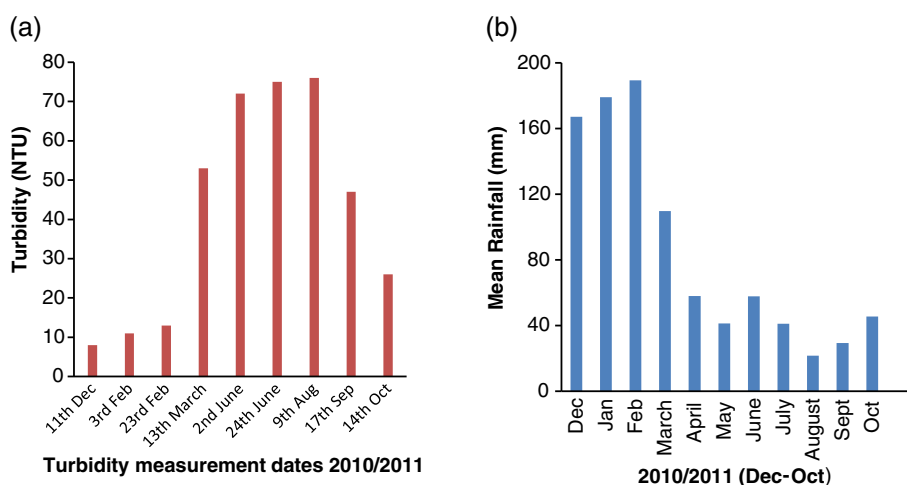 (a)
Turbidity (NTU)
80
70
60
50
40
30
20
10
0
11th Dec
3rd Feb
23rd Feb
13th March
2nd June
24th June
9th Aug
17th Sep
14th Oct
Turbidity measurement dates 2010/2011
(b)
Mean Rainfall (mm)
200
160
120
80
40
0
Dec
Jan
Feb
March
April
May
June
July
August
Sept
Oct
2010/2011 (Dec-Oct)